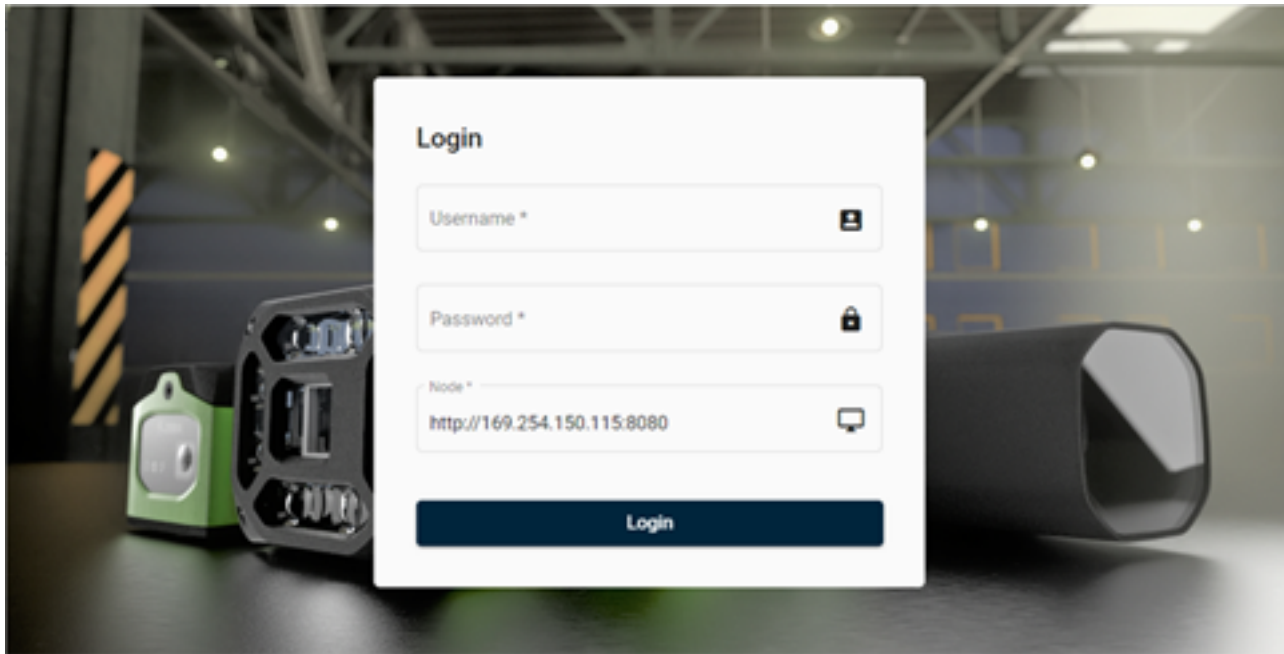 Login
Username *
Password *
Node *
http://169.254.150.115:8080
Login